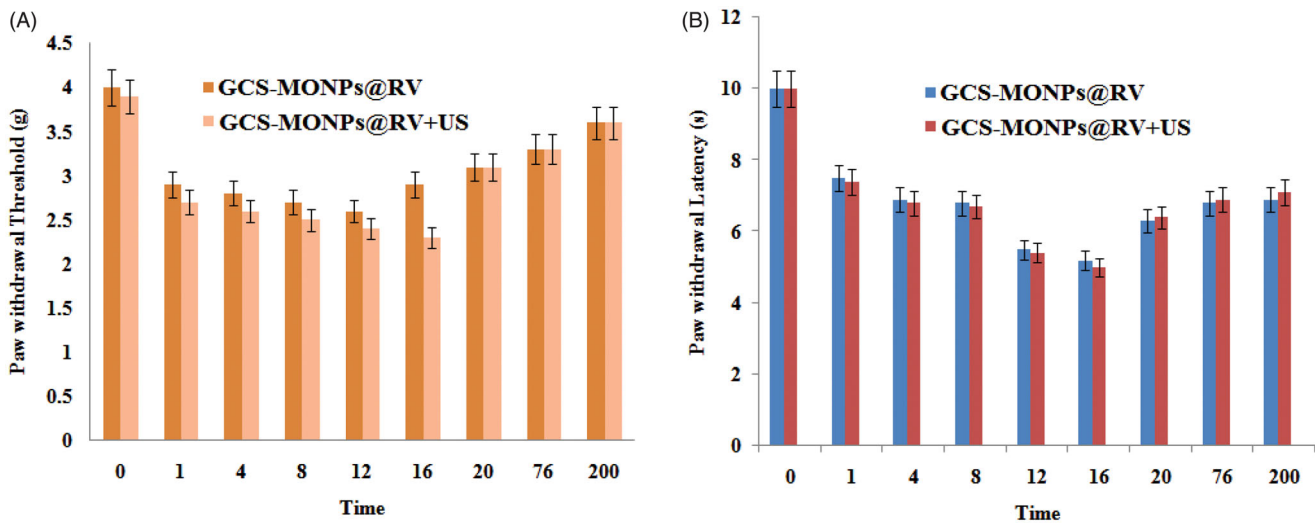 (A)
4.5
4
3.5
3
2.5
2
1.5
1
0.5
0
Paw withdrawal Threshold (g)
GCS-MONPs@RV
GCS-MONPs@RV+US
0 1 4 8 12 16 20 76 200
Time
(B)
12
10
8
6
4
2
0
Paw withdrawal Latency (s)
GCS-MONPs@RV
GCS-MONPs@RV+US
0 1 4 8 12 16 20 76 200
Time